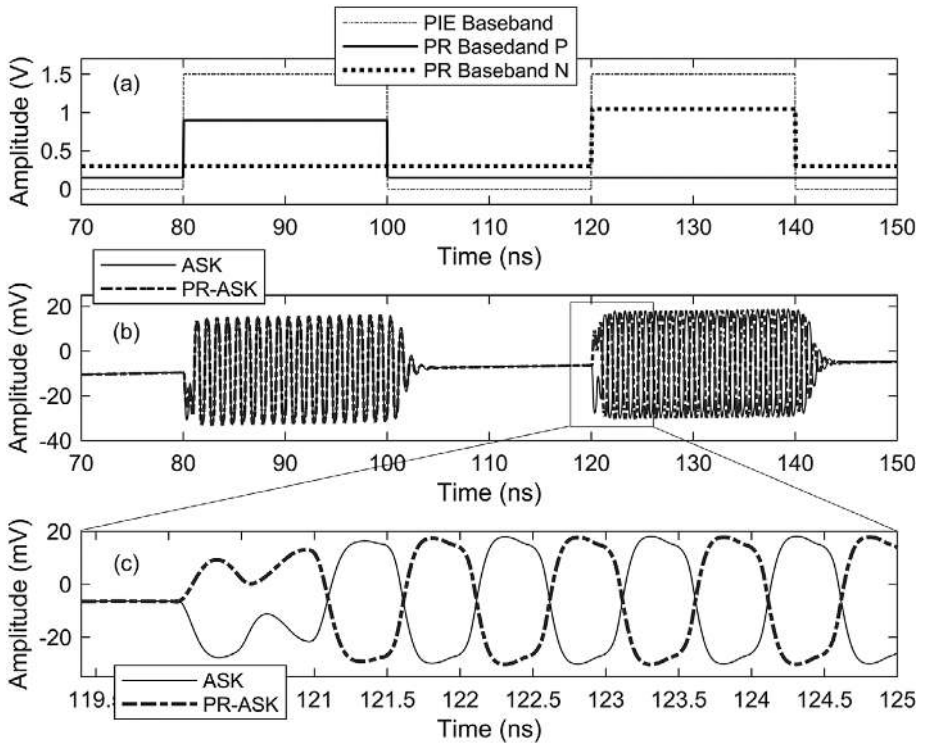 PIE Baseband
PR Basedand P
PR Baseband N
(a)
Amplitude (V)
1.5
1
0.5
0
70 80 90 100 110 120 130 140 150
Time (ns)
ASK
PR-ASK
(b)
Amplitude (mV)
20
0
-20
-40
70 80 90 100 110 120 130 140 150
Time (ns)
(c)
Amplitude (mV)
20
0
-20
121 121.5 122 122.5 123 123.5 124 124.5 125
ASK
PR-ASK
Time (ns)